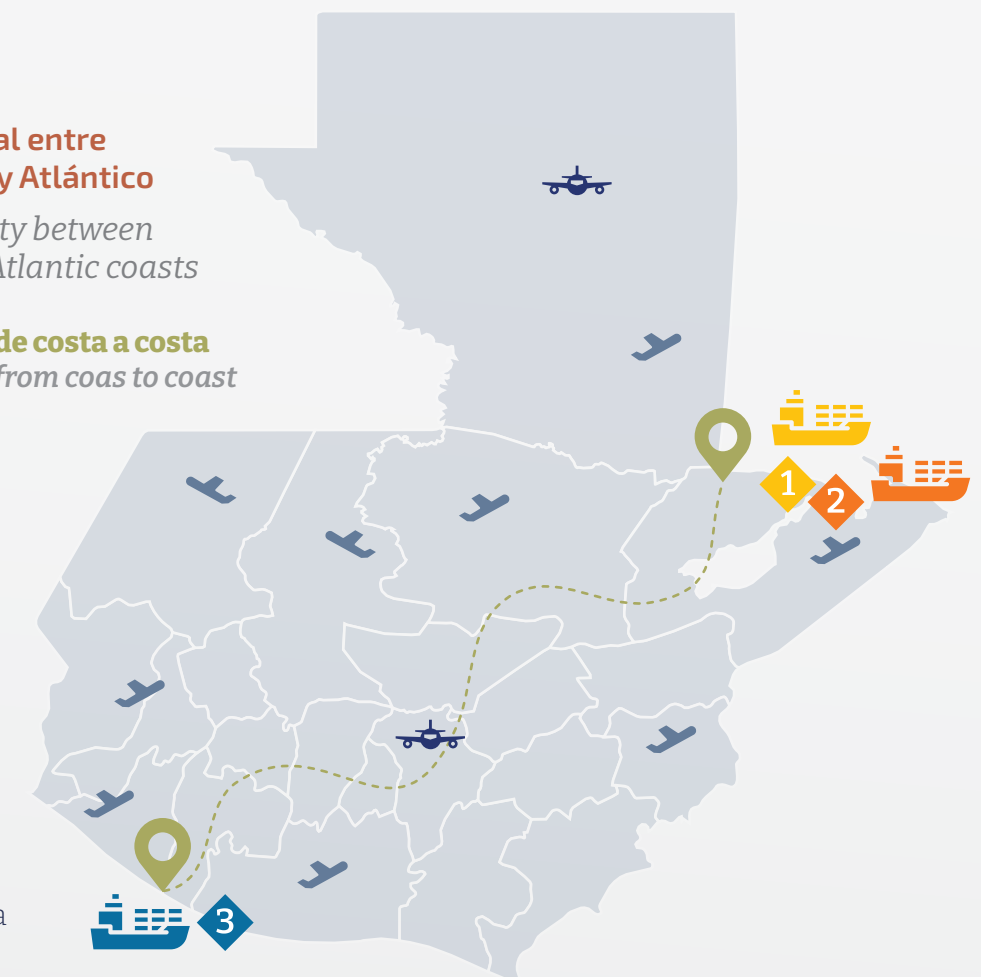 al entre
y Atlántico
ty between
Atlantic coasts
de costa a costa
from coas to coast
1
2
3
a